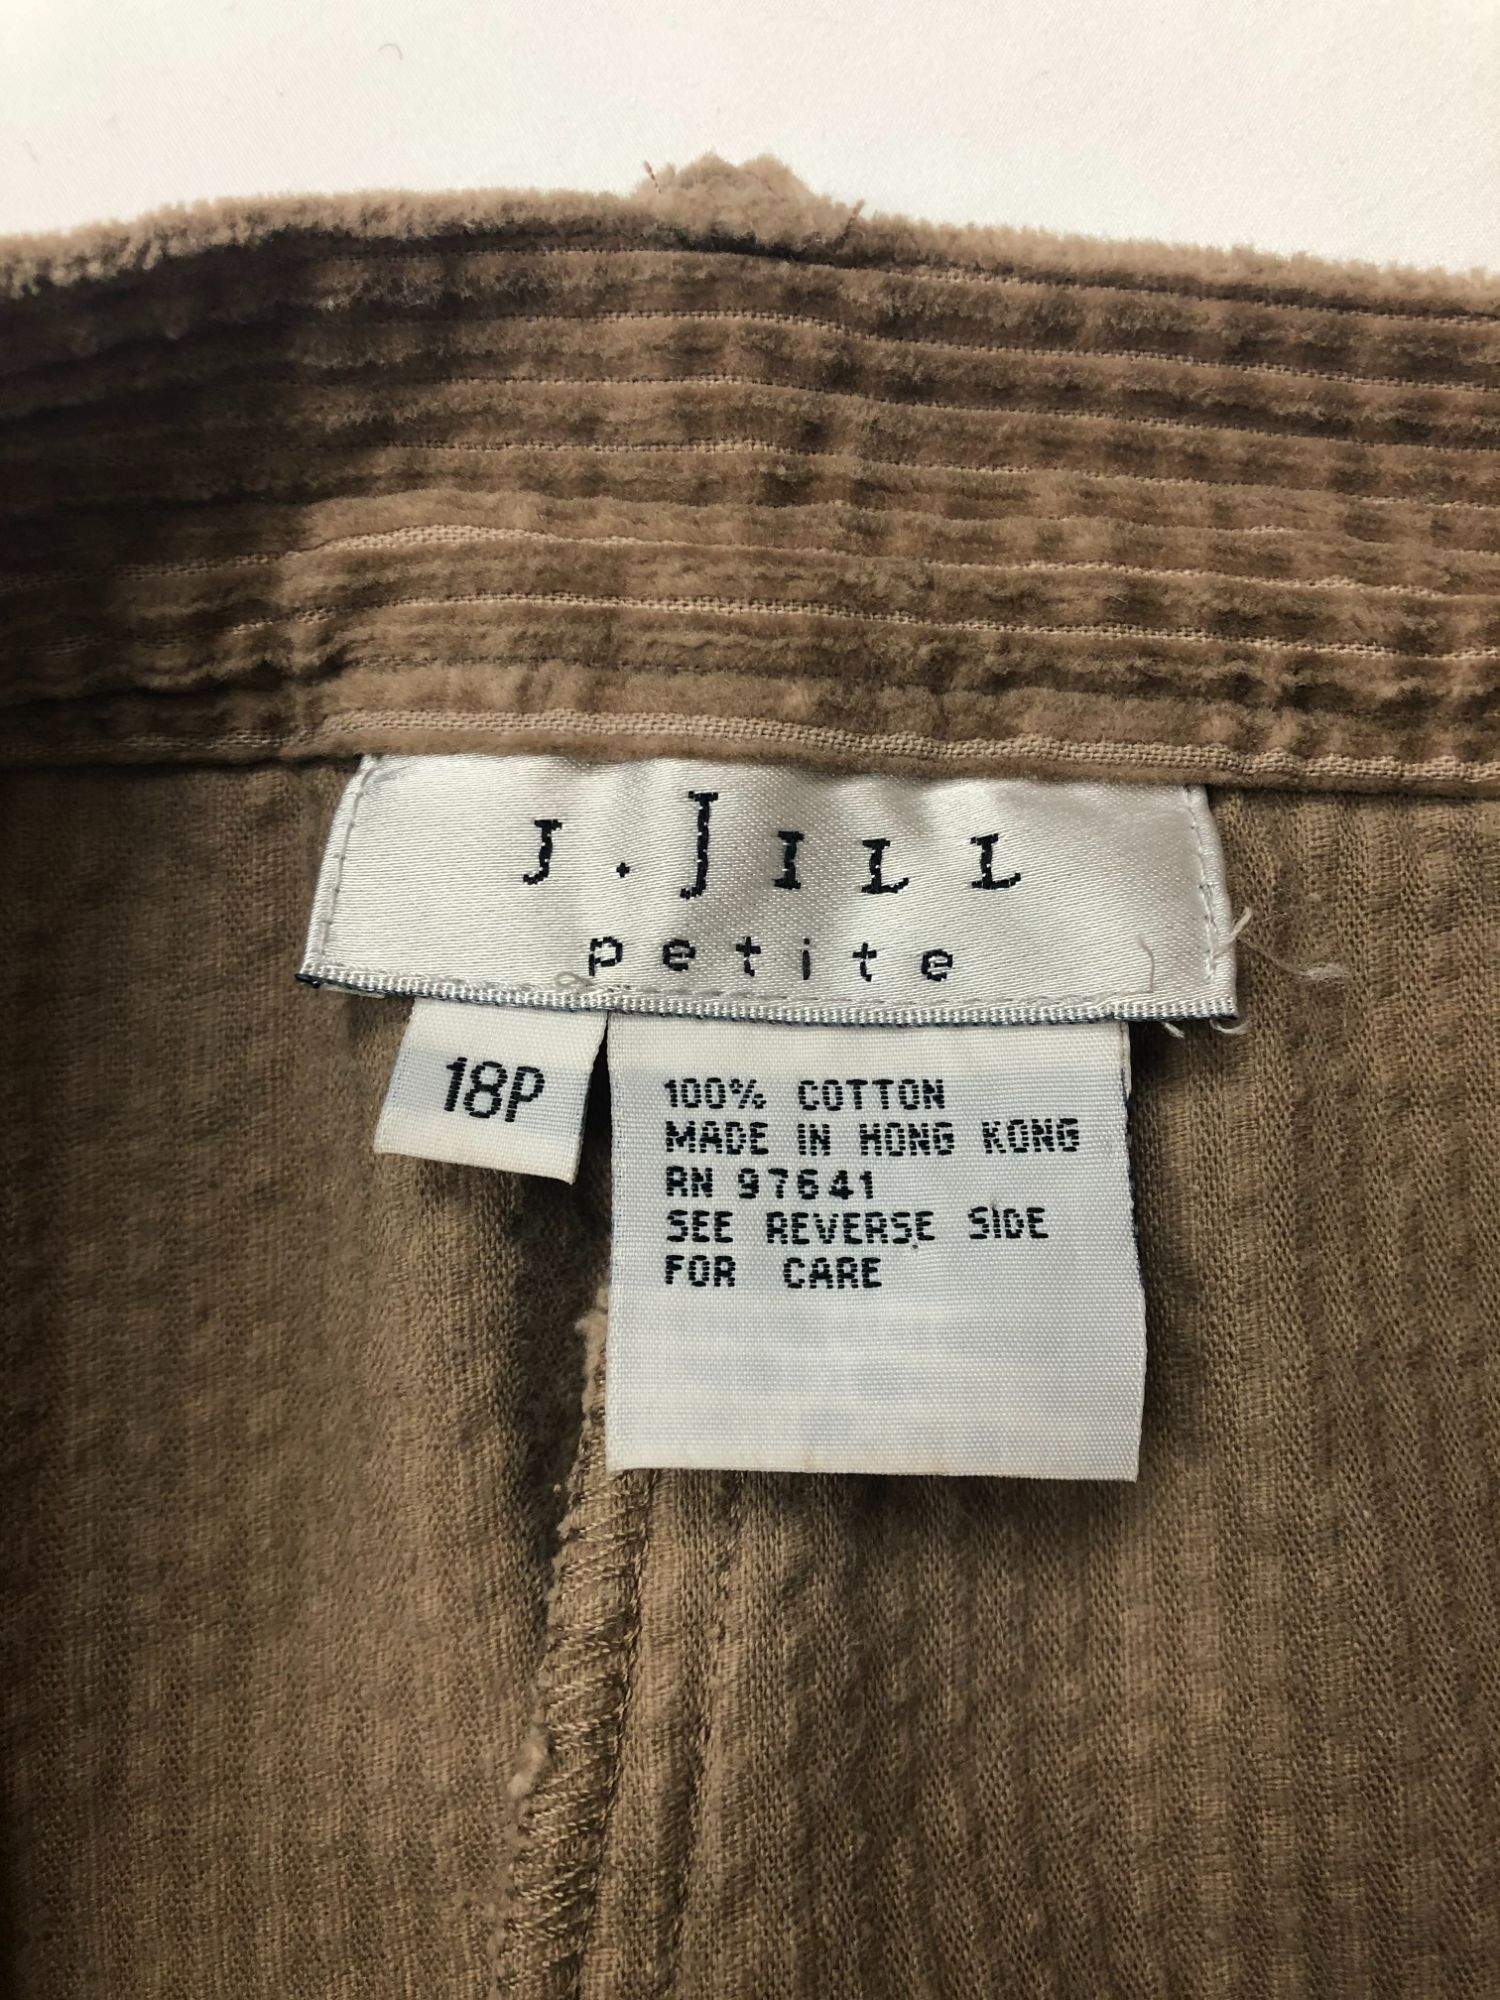 J. JILL
petite
18P
100% COTTON
MADE IN HONG KONG
RN 97641
SEE REVERSE SIDE
FOR CARE